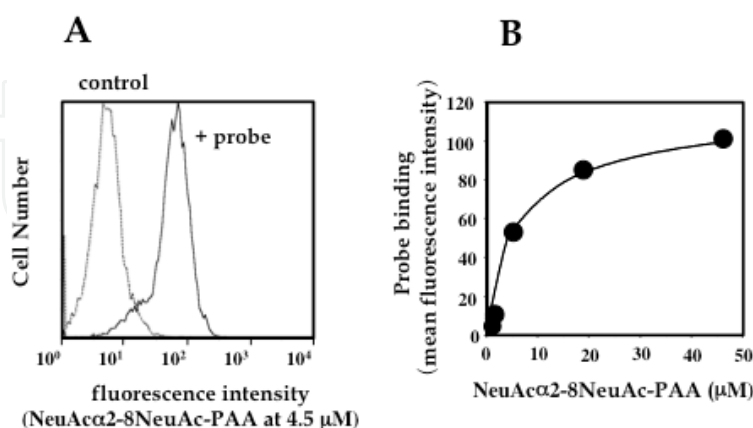 A
control
+ probe
Cell Number
10⁰ 10¹ 10² 10³ 10⁴
fluorescence intensity
(NeuAcα2-8NeuAc-PAA at 4.5 μM)
B
Probe binding
(mean fluorescence intensity)
120
100
80
60
40
20
0
0 10 20 30 40 50
NeuAcα2-8NeuAc-PAA (μM)